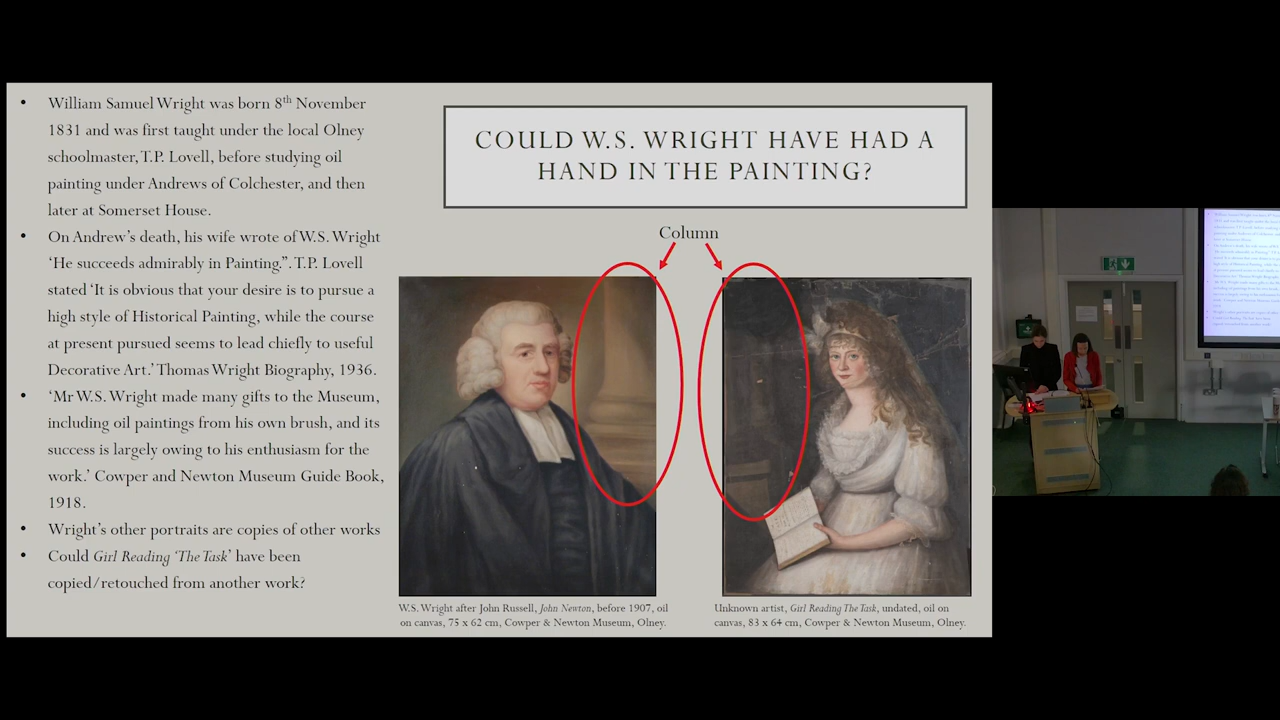 • William Samuel Wright was born 8th November
1831 and was first taught under the local Olney
schoolmaster, T.P. Lovell, before studying oil
painting under Andrews of Colchester, and then
later at Somerset House.
• On Andrew's death, his wife wrote of W.S. Wright
'He succeeds admirably in Painting.". T.P. Lovell
stated 'It is obvious that your desire is to pursue a
high style of Historical Painting, while the course
at present pursued seems to lead chiefly to useful
Decorative Art.' Thomas Wright Biography, 1936.
• 'Mr W.S. Wright made many gifts to the Museum,
including oil paintings from his own brush, and its
success is largely owing to his enthusiasm for the
work.' Cowper and Newton Museum Guide Book,
1918.
• Wright's other portraits are copies of other works
• Could Girl Reading 'The Task' have been
copied/retouched from another work?
COULD W.S. WRIGHT HAVE HAD A
HAND IN THE PAINTING?
Column
W.S. Wright after John Russell, John Newton, before 1907, oil
on canvas, 75 x 62 cm, Cowper & Newton Museum, Olney.
Unknown artist, Girl Reading The Task, undated, oil on
canvas, 83 x 64 cm, Cowper & Newton Museum, Olney.